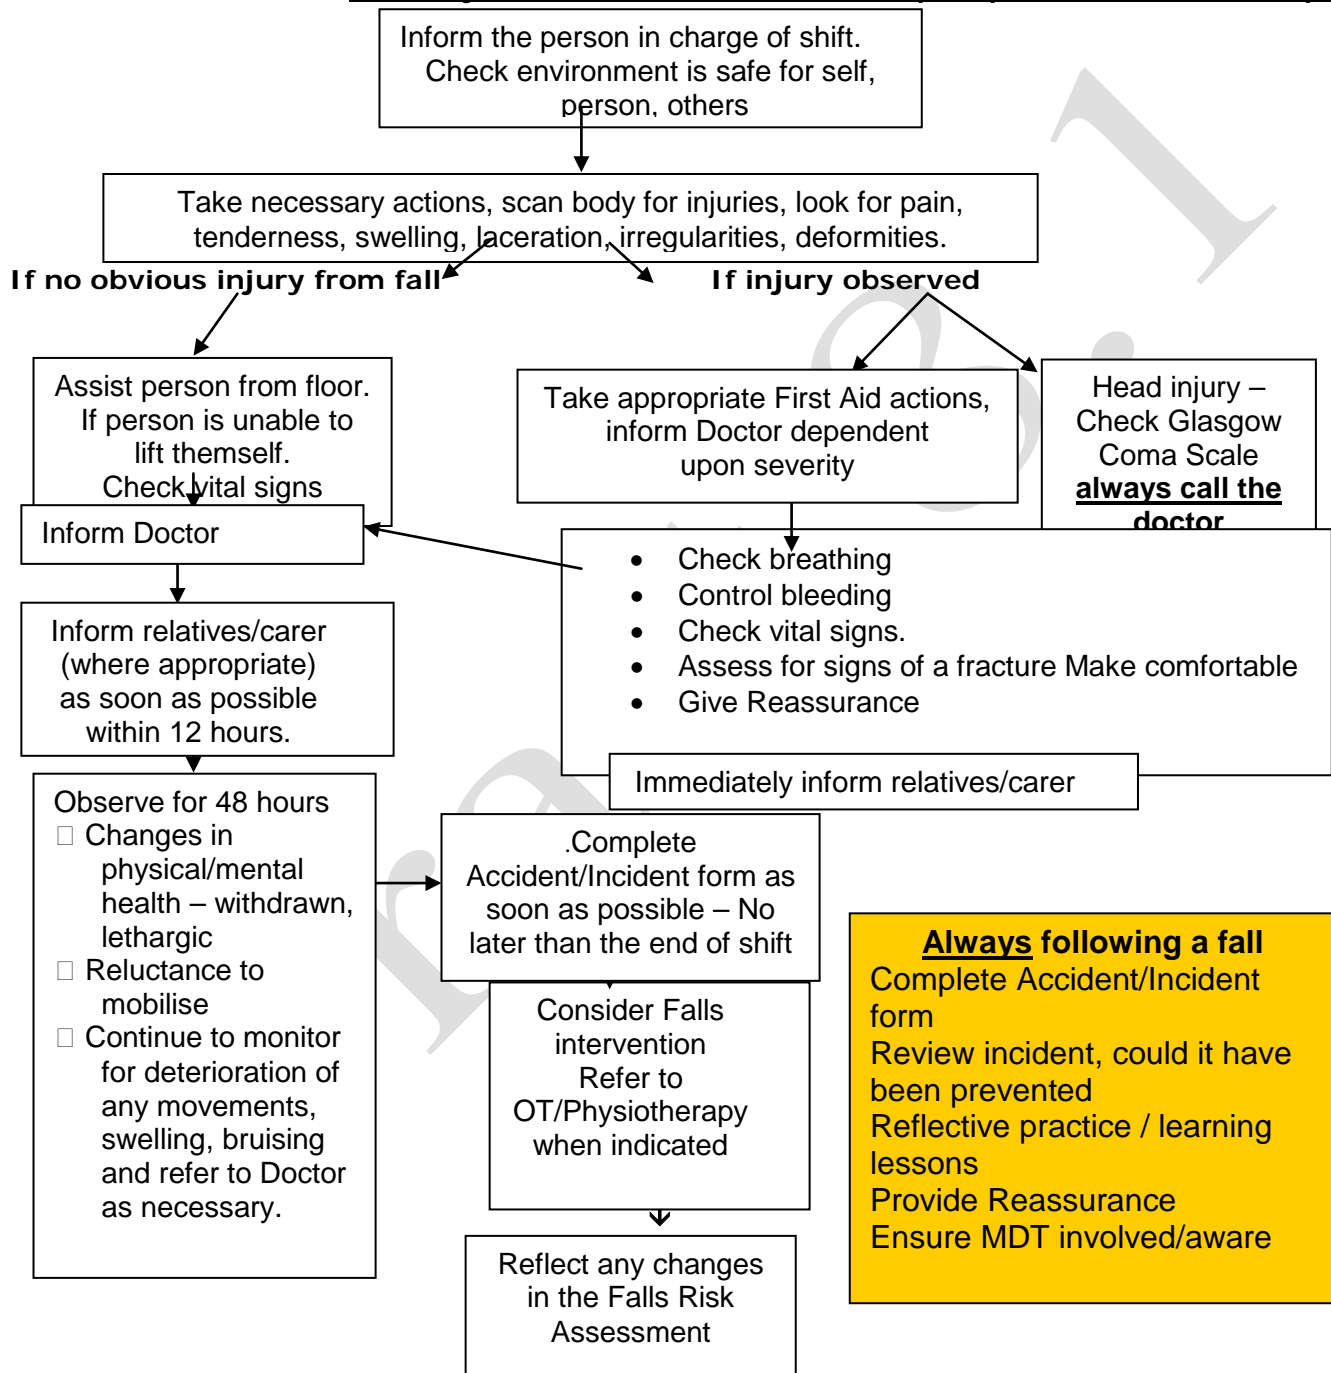 Inform the person in charge of shift.
Check environment is safe for self,
person, others
Take necessary actions, scan body for injuries, look for pain,
tenderness, swelling, laceration, irregularities, deformities.
If no obvious injury from fall
If injury observed
Assist person from floor.
If person is unable to
lift themself.
Check vital signs
Take appropriate First Aid actions,
inform Doctor dependent
upon severity
Head injury –
Check Glasgow
Coma Scale
always call the
doctor
Inform Doctor
• Check breathing
• Control bleeding
• Check vital signs.
• Assess for signs of a fracture Make comfortable
• Give Reassurance
Inform relatives/carer
(where appropriate)
as soon as possible
within 12 hours.
Immediately inform relatives/carer
Observe for 48 hours
□ Changes in
physical/mental
health – withdrawn,
lethargic
□ Reluctance to
mobilise
□ Continue to monitor
for deterioration of
any movements,
swelling, bruising
and refer to Doctor
as necessary.
.Complete
Accident/Incident form as
soon as possible – No
later than the end of shift
Consider Falls
intervention
Refer to
OT/Physiotherapy
when indicated
Reflect any changes
in the Falls Risk
Assessment
Always following a fall
Complete Accident/Incident
form
Review incident, could it have
been prevented
Reflective practice / learning
lessons
Provide Reassurance
Ensure MDT involved/aware